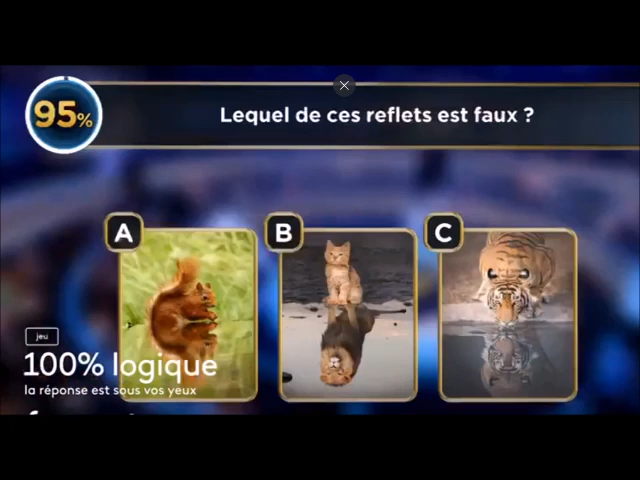 95%
Lequel de ces reflets est faux ?
A
B
C
jeu
100% logique
la réponse est sous vos yeux